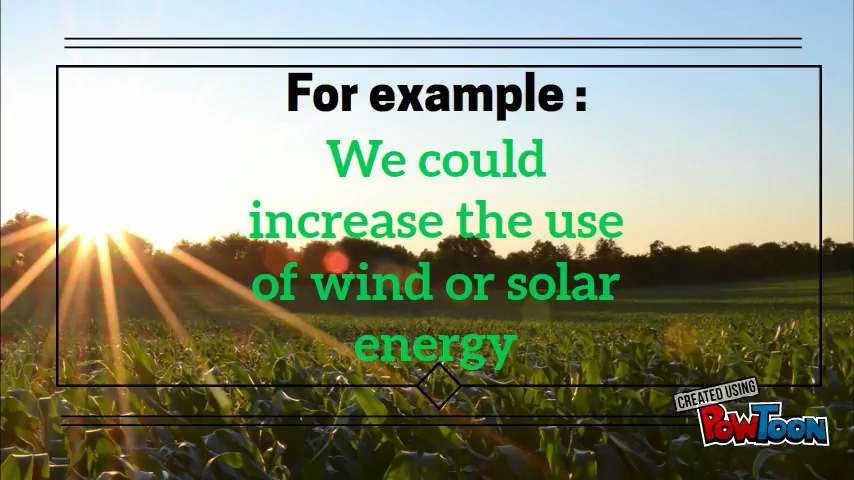 For example :
We could
increase the use
of wind or solar
energy
CREATED USING
POWTOON